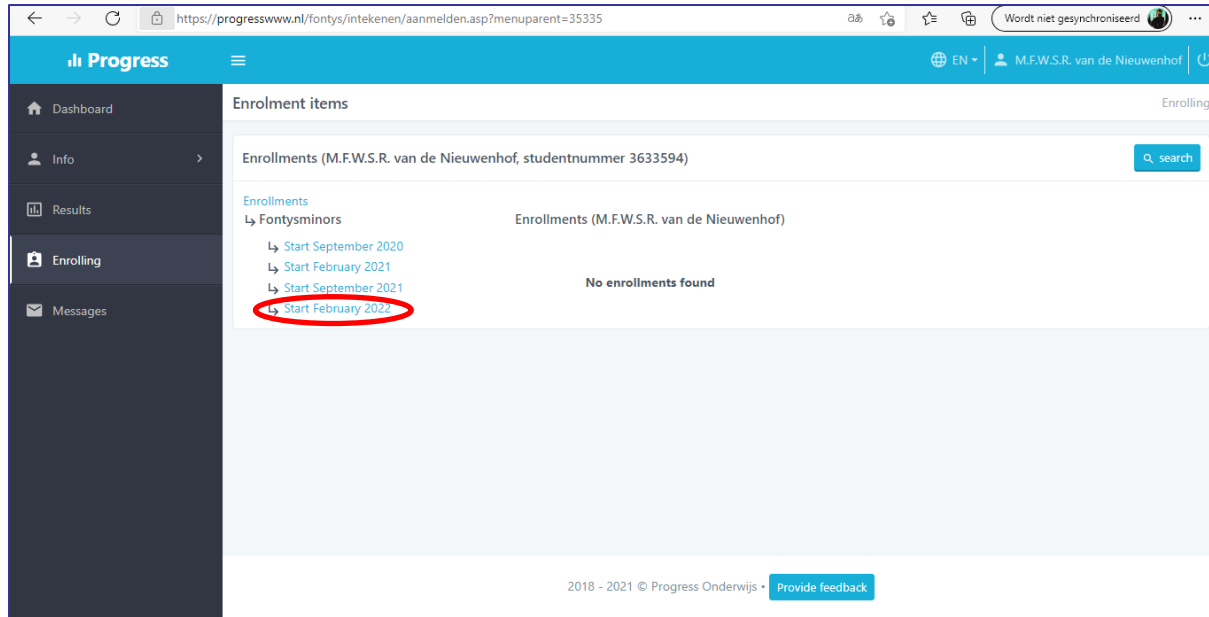 https://progresswww.nl/fontys/intekenen/aanmelden.asp?menuparent=35335
Wordt niet gesynchroniseerd
Progress
EN
M.F.W.S.R. van de Nieuwenhof
Dashboard
Info
Results
Enrolling
Messages
Enrolment items
Enrolling
Enrollments (M.F.W.S.R. van de Nieuwenhof, studentnummer 3633594)
search
Enrollments
Fontysminors
Enrollments (M.F.W.S.R. van de Nieuwenhof)
Start September 2020
Start February 2021
No enrollments found
Start September 2021
Start February 2022
2018 - 2021 © Progress Onderwijs • Provide feedback